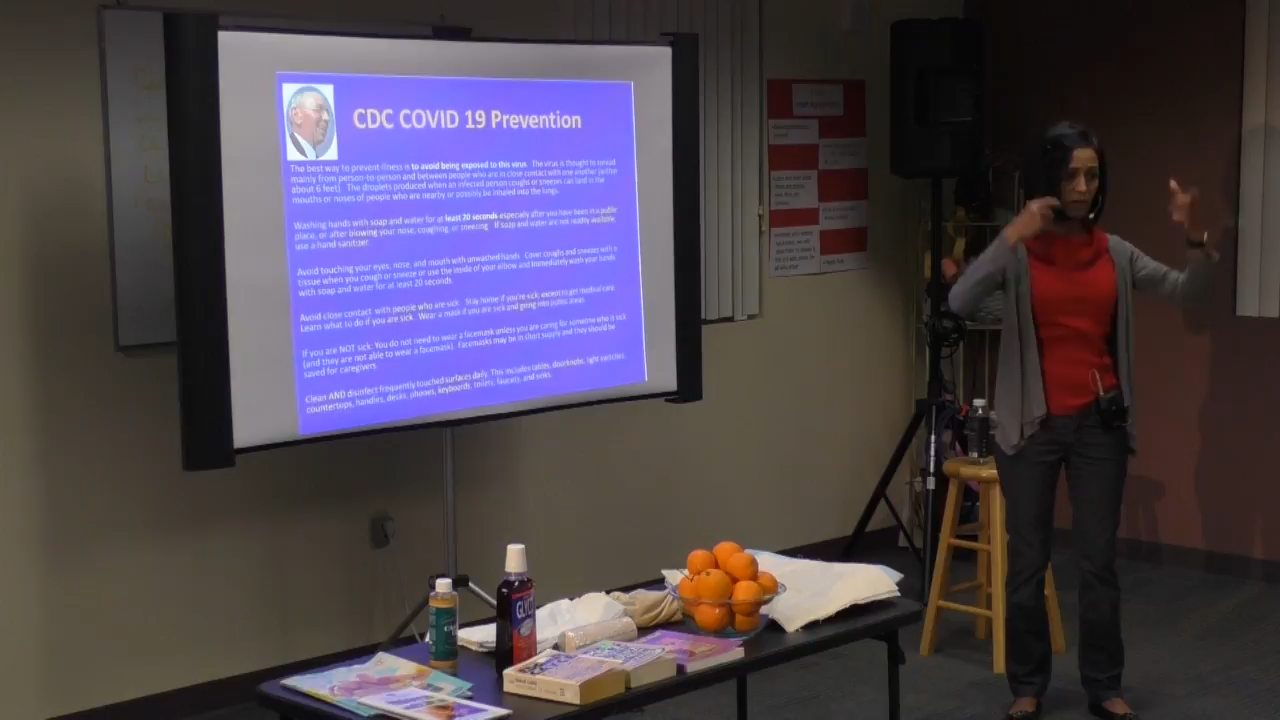 CDC COVID 19 Prevention
The best way to prevent illness is to avoid being exposed to this virus. The virus is thought to spread
mainly from person-to-person and between people who are in close contact with one another (within
about 6 feet). The droplets produced when an infected person coughs or sneezes can land in the
mouths or noses of people who are nearby or possibly be inhaled into the lungs.
Washing hands with soap and water for at least 20 seconds especially after you have been in a public
place, or after blowing your nose, coughing, or sneezing. If soap and water are not readily available,
use a hand sanitizer.
Avoid touching your eyes, nose, and mouth with unwashed hands. Cover coughs and sneezes with a
tissue when you cough or sneeze or use the inside of your elbow and immediately wash your hands
with soap and water for at least 20 seconds.
Avoid close contact with people who are sick. Stay home if you're sick; except to get medical care.
Learn what to do if you are sick. Wear a mask if you are sick and going into public areas.
If you are NOT sick: You do not need to wear a facemask unless you are caring for someone who is sick
(and they are not able to wear a facemask). Facemasks may be in short supply and they should be
saved for caregivers.
Clean AND disinfect frequently touched surfaces daily. This includes tables, doorknobs, light switches,
countertops, handles, desks, phones, keyboards, toilets, faucets, and sinks.